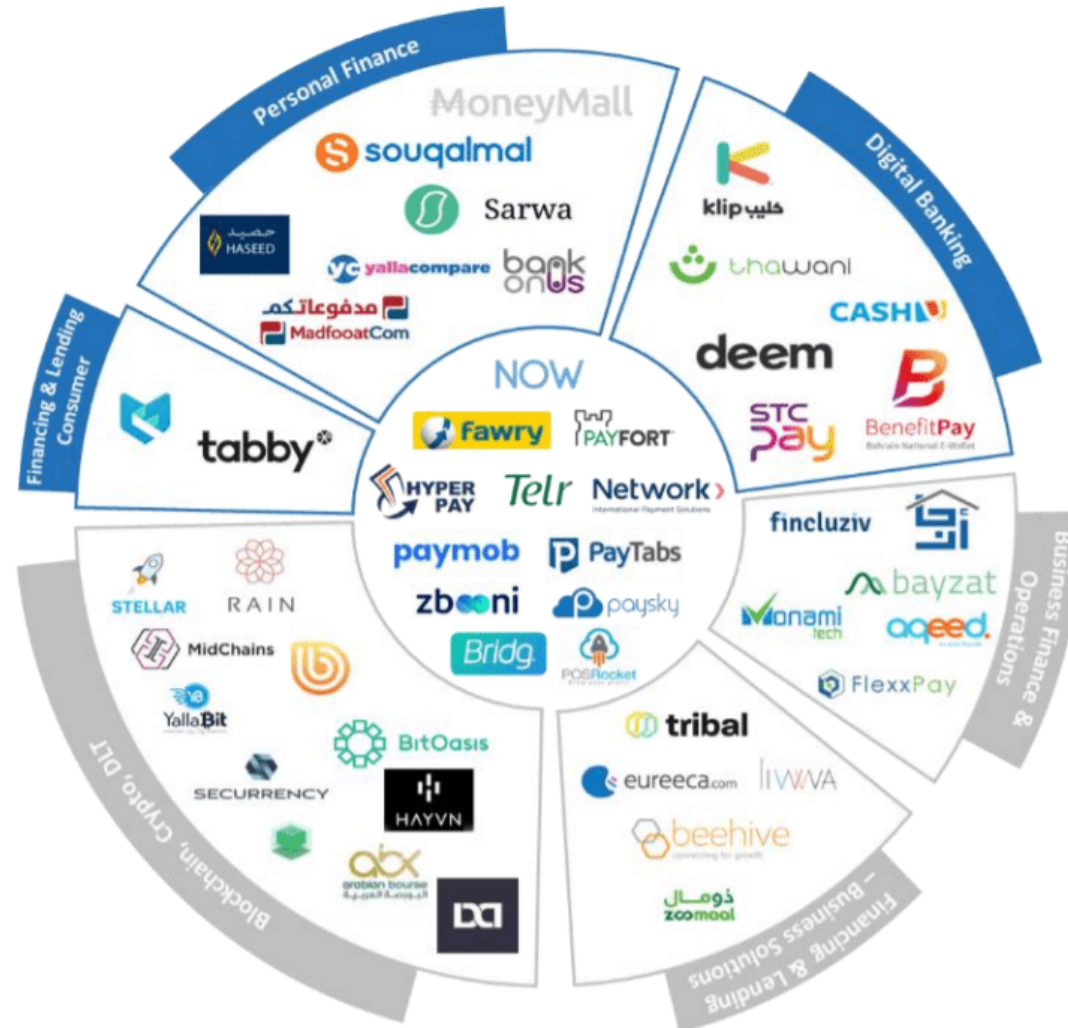 Personal Finance
MoneyMall
souqalmal
Sarwa
حصيد
HASEED
yc yallacompare
bank
onUs
مدفوعاتكم
MadfooatCom
Digital Banking
klip كليب
thawani
CASHU
deem
STC
pay
BenefitPay
Bahrain National E-Wallet
Financing & Lending
Consumer
tabby
NOW
fawry
PAYFORT
HYPER
PAY
Telr
Network
International Payment Solutions
paymob
PayTabs
zbooni
paysky
Bridg
POSRocket
Business Finance &
Operations
fincluziv
bayzat
Monami
tech
aqeed.
FlexxPay
Blockchain, Crypto, DLT
STELLAR
RAIN
MidChains
YallaBit
BitOasis
SECURRENCY
HAYVN
abx
arabian bourse
البورصة العربية
Financing & Lending
– Business Solutions
tribal
eureeca.com
liwwa
beehive
connecting for growth
ذومال
zoomaal